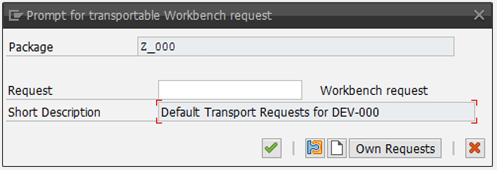 Prompt for transportable Workbench request
Package Z_000
Request Workbench request
Short Description Default Transport Requests for DEV-000
Own Requests